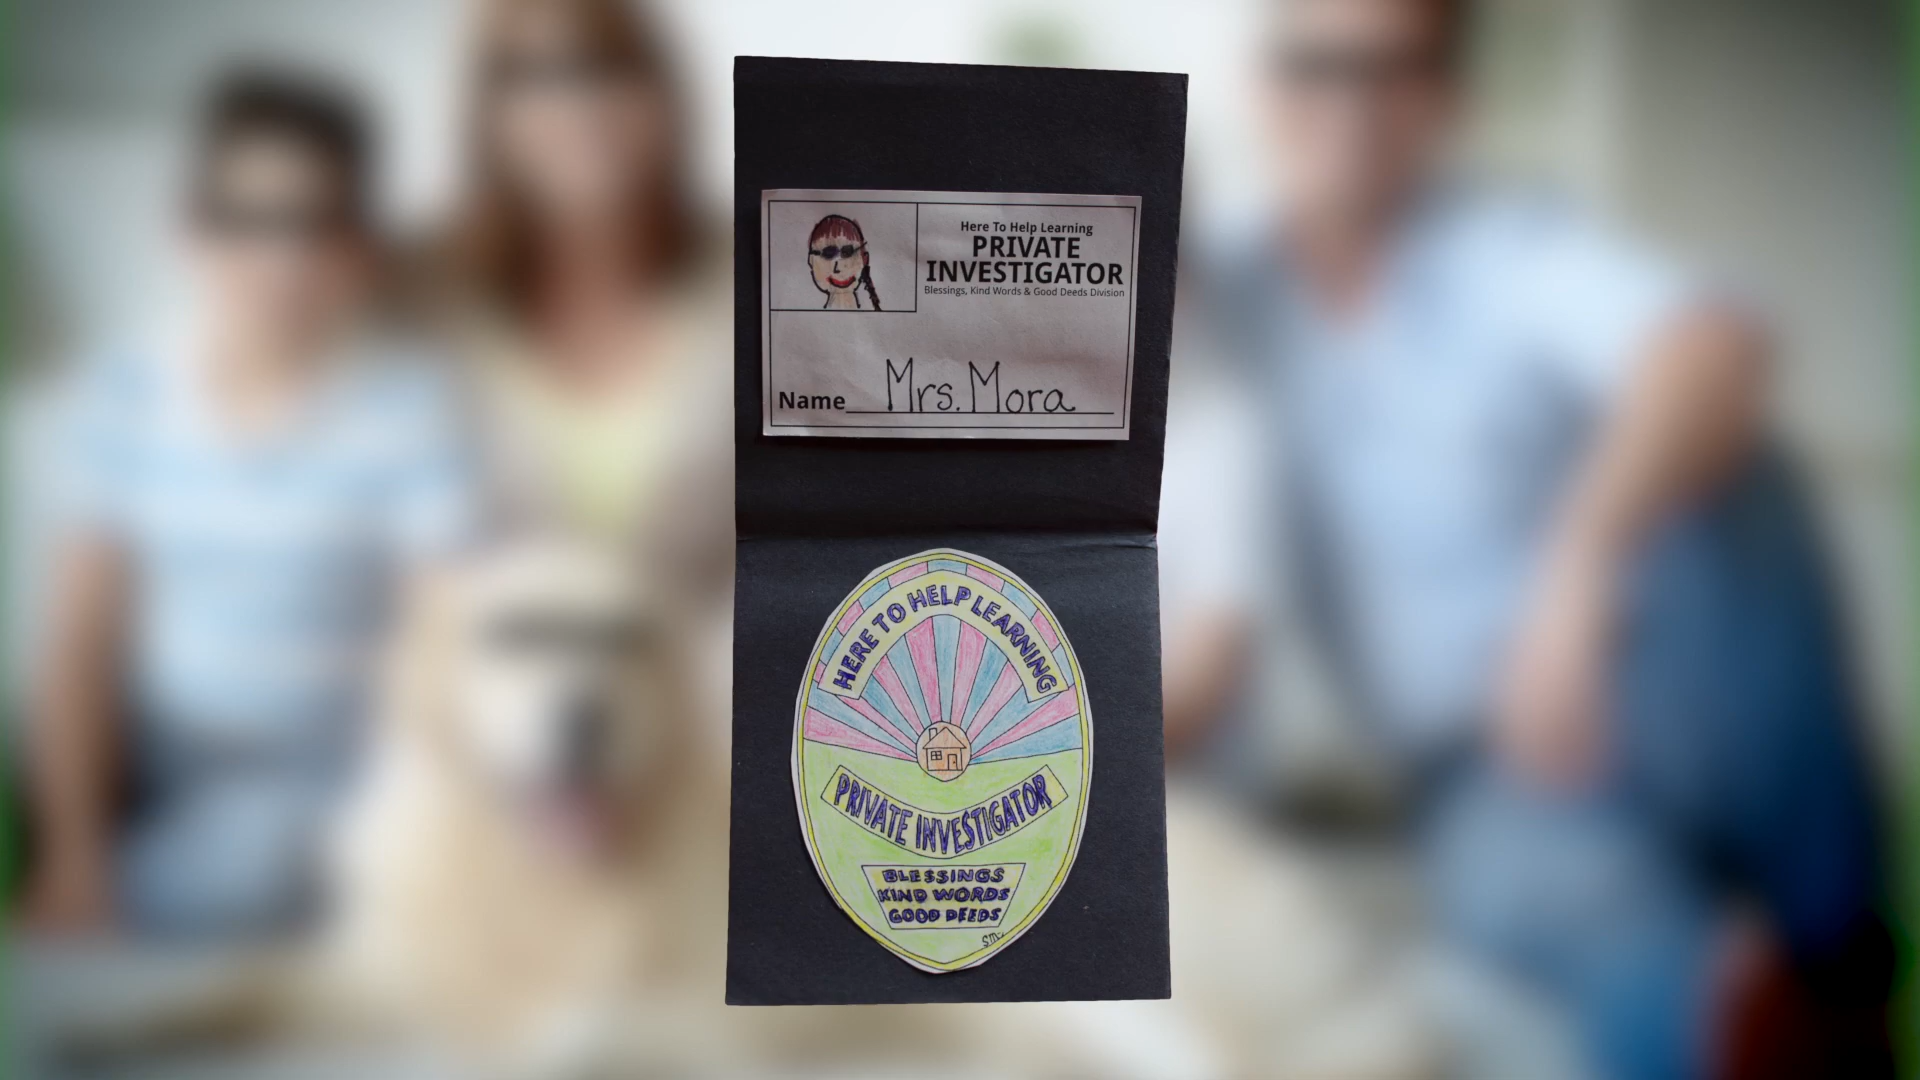 Here To Help Learning
PRIVATE
INVESTIGATOR
Blessings, Kind Words & Good Deeds Division
Name Mrs. Mora
HERE TO HELP LEARNING
PRIVATE INVESTIGATOR
BLESSINGS
KIND WORDS
GOOD DEEDS